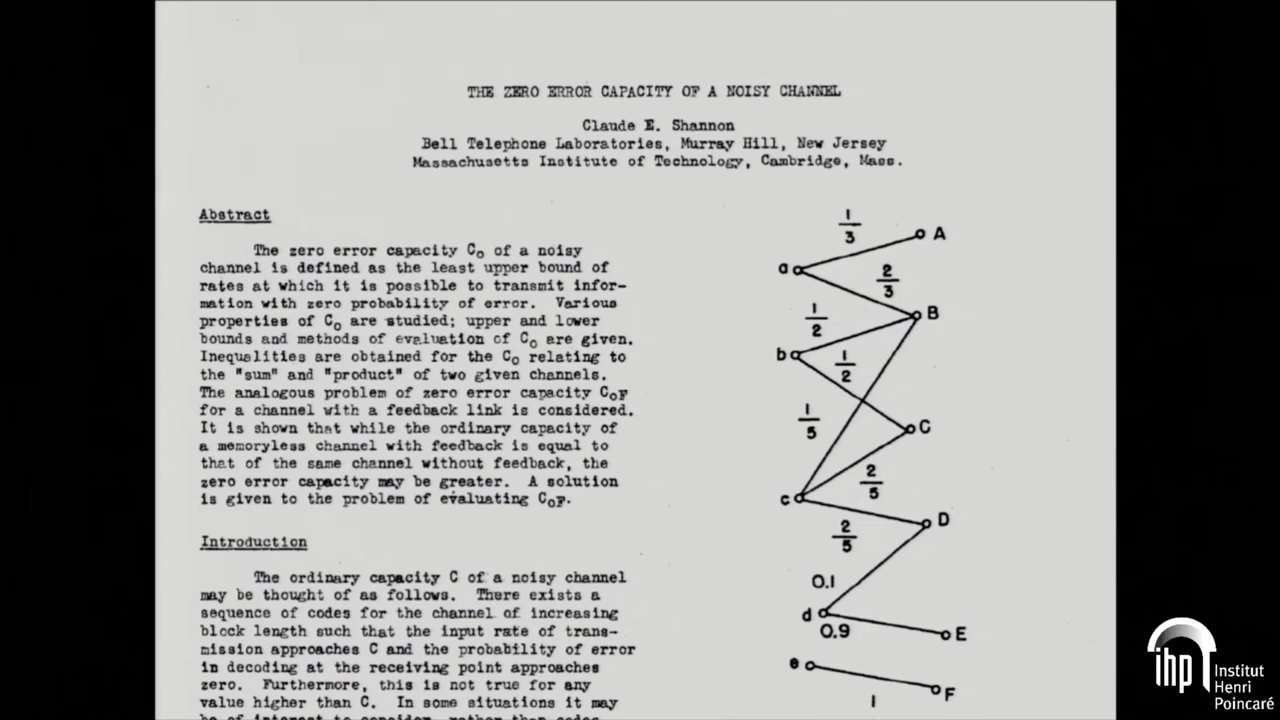 THE ZERO ERROR CAPACITY OF A NOISY CHANNEL
Claude E. Shannon
Bell Telephone Laboratories, Murray Hill, New Jersey
Massachusetts Institute of Technology, Cambridge, Mass.
Abstract
The zero error capacity C₀ of a noisy
channel is defined as the least upper bound of
rates at which it is possible to transmit infor-
mation with zero probability of error. Various
properties of C₀ are studied; upper and lower
bounds and methods of evaluation of C₀ are given.
Inequalities are obtained for the C₀ relating to
the "sum" and "product" of two given channels.
The analogous problem of zero error capacity C₀F
for a channel with a feedback link is considered.
It is shown that while the ordinary capacity of
a memoryless channel with feedback is equal to
that of the same channel without feedback, the
zero error capacity may be greater. A solution
is given to the problem of evaluating C₀F.
Introduction
The ordinary capacity C of a noisy channel
may be thought of as follows. There exists a
sequence of codes for the channel of increasing
block length such that the input rate of trans-
mission approaches C and the probability of error
in decoding at the receiving point approaches
zero. Furthermore, this is not true for any
value higher than C. In some situations it may
be of interest to consider, rather than codes
1/3
A
a
2/3
B
1/2
b
1/2
1/5
C
2/5
c
D
2/5
0.1
d
0.9
E
e
F
1
ihp
Institut
Henri
Poincaré